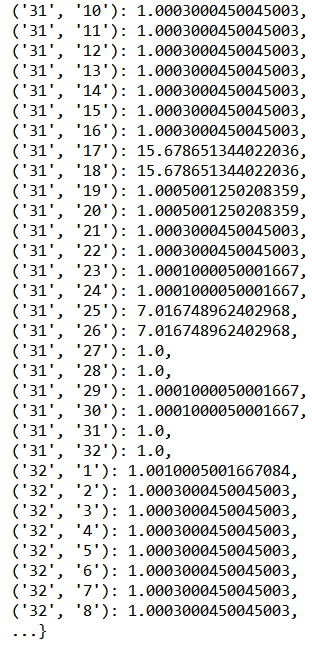 ('31', '10'): 1.0003000450045003,
('31', '11'): 1.0003000450045003,
('31', '12'): 1.0003000450045003,
('31', '13'): 1.0003000450045003,
('31', '14'): 1.0003000450045003,
('31', '15'): 1.0003000450045003,
('31', '16'): 1.0003000450045003,
('31', '17'): 15.678651344022036,
('31', '18'): 15.678651344022036,
('31', '19'): 1.0005001250208359,
('31', '20'): 1.0005001250208359,
('31', '21'): 1.0003000450045003,
('31', '22'): 1.0003000450045003,
('31', '23'): 1.0001000050001667,
('31', '24'): 1.0001000050001667,
('31', '25'): 7.016748962402968,
('31', '26'): 7.016748962402968,
('31', '27'): 1.0,
('31', '28'): 1.0,
('31', '29'): 1.0001000050001667,
('31', '30'): 1.0001000050001667,
('31', '31'): 1.0,
('31', '32'): 1.0,
('32', '1'): 1.0010005001667084,
('32', '2'): 1.0003000450045003,
('32', '3'): 1.0003000450045003,
('32', '4'): 1.0003000450045003,
('32', '5'): 1.0003000450045003,
('32', '6'): 1.0003000450045003,
('32', '7'): 1.0003000450045003,
('32', '8'): 1.0003000450045003,
...}